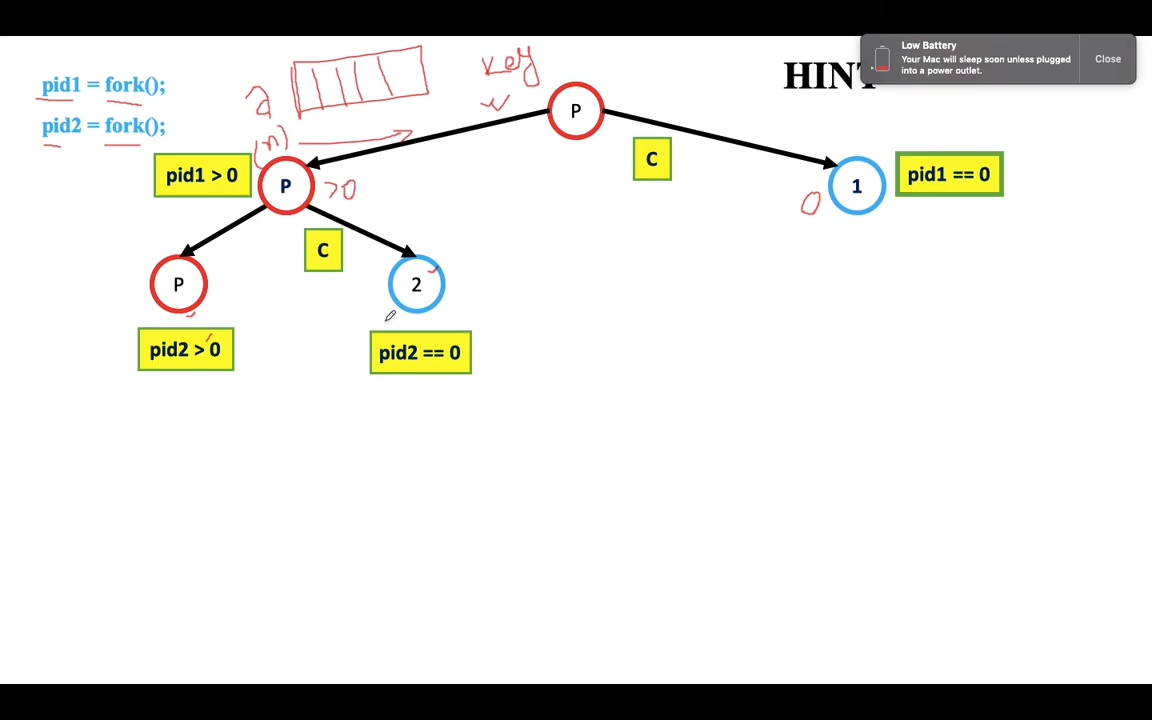 pid1 = fork();
pid2 = fork();
key
P
HINT
Low Battery
Your Mac will sleep soon unless plugged
into a power outlet.
Close
(n)
pid1 > 0
P
>0
C
0
1
pid1 == 0
C
P
2
pid2 > 0
pid2 == 0